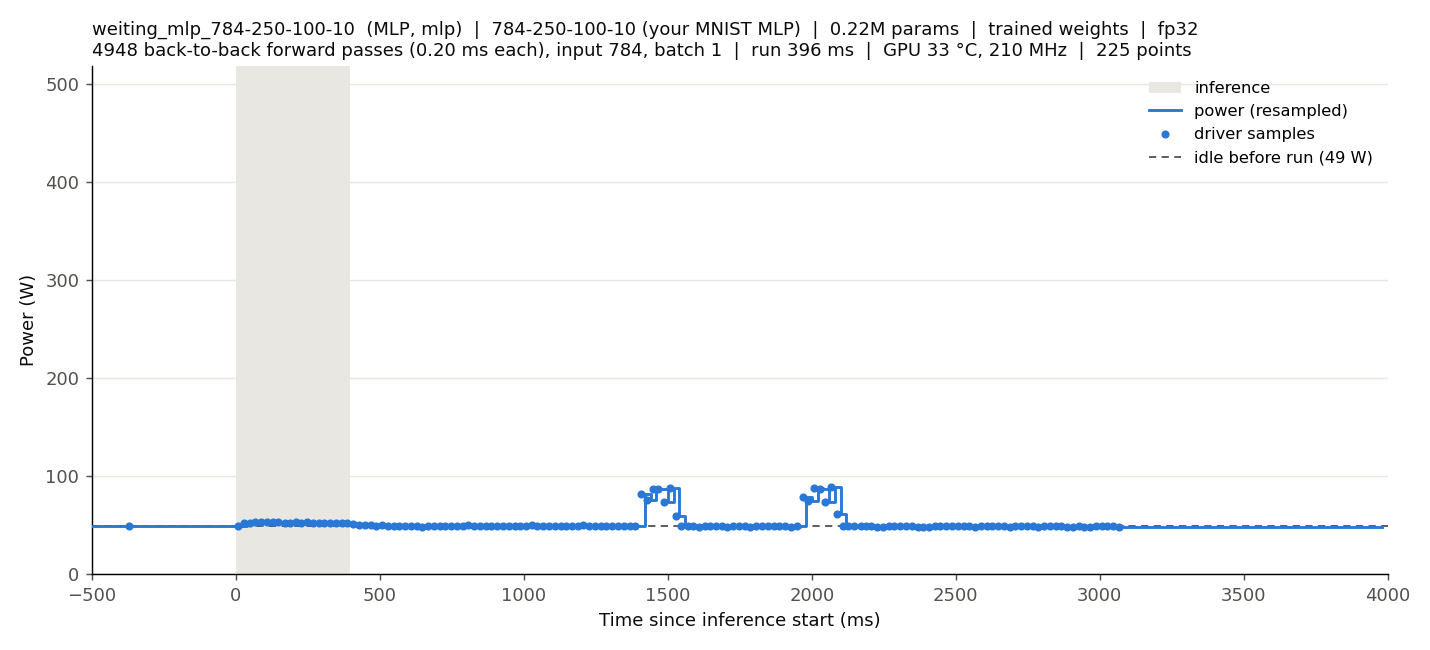 weiting_mlp_784-250-100-10 (MLP, mlp) | 784-250-100-10 (your MNIST MLP) | 0.22M params | trained weights | fp32
4948 back-to-back forward passes (0.20 ms each), input 784, batch 1 | run 396 ms | GPU 33 °C, 210 MHz | 225 points
500
400
300
200
100
0
Power (W)
inference
power (resampled)
driver samples
idle before run (49 W)
−500 0 500 1000 1500 2000 2500 3000 3500 4000
Time since inference start (ms)